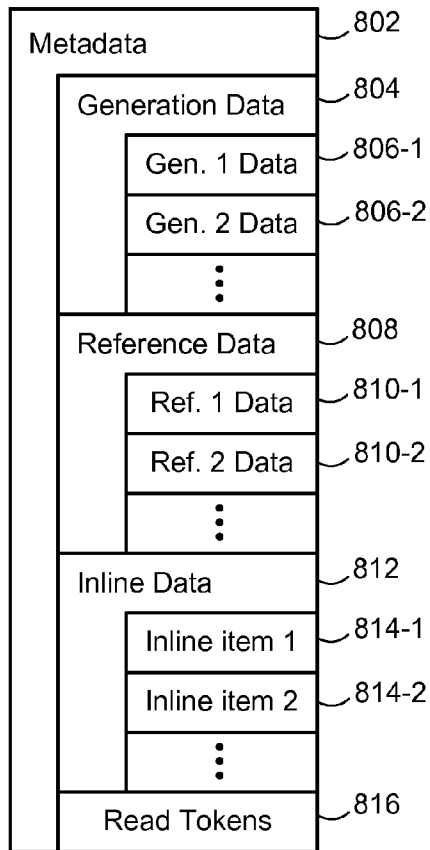 Metadata 802
Generation Data 804
Gen. 1 Data 806-1
Gen. 2 Data 806-2
Reference Data 808
Ref. 1 Data 810-1
Ref. 2 Data 810-2
Inline Data 812
Inline item 1 814-1
Inline item 2 814-2
Read Tokens 816